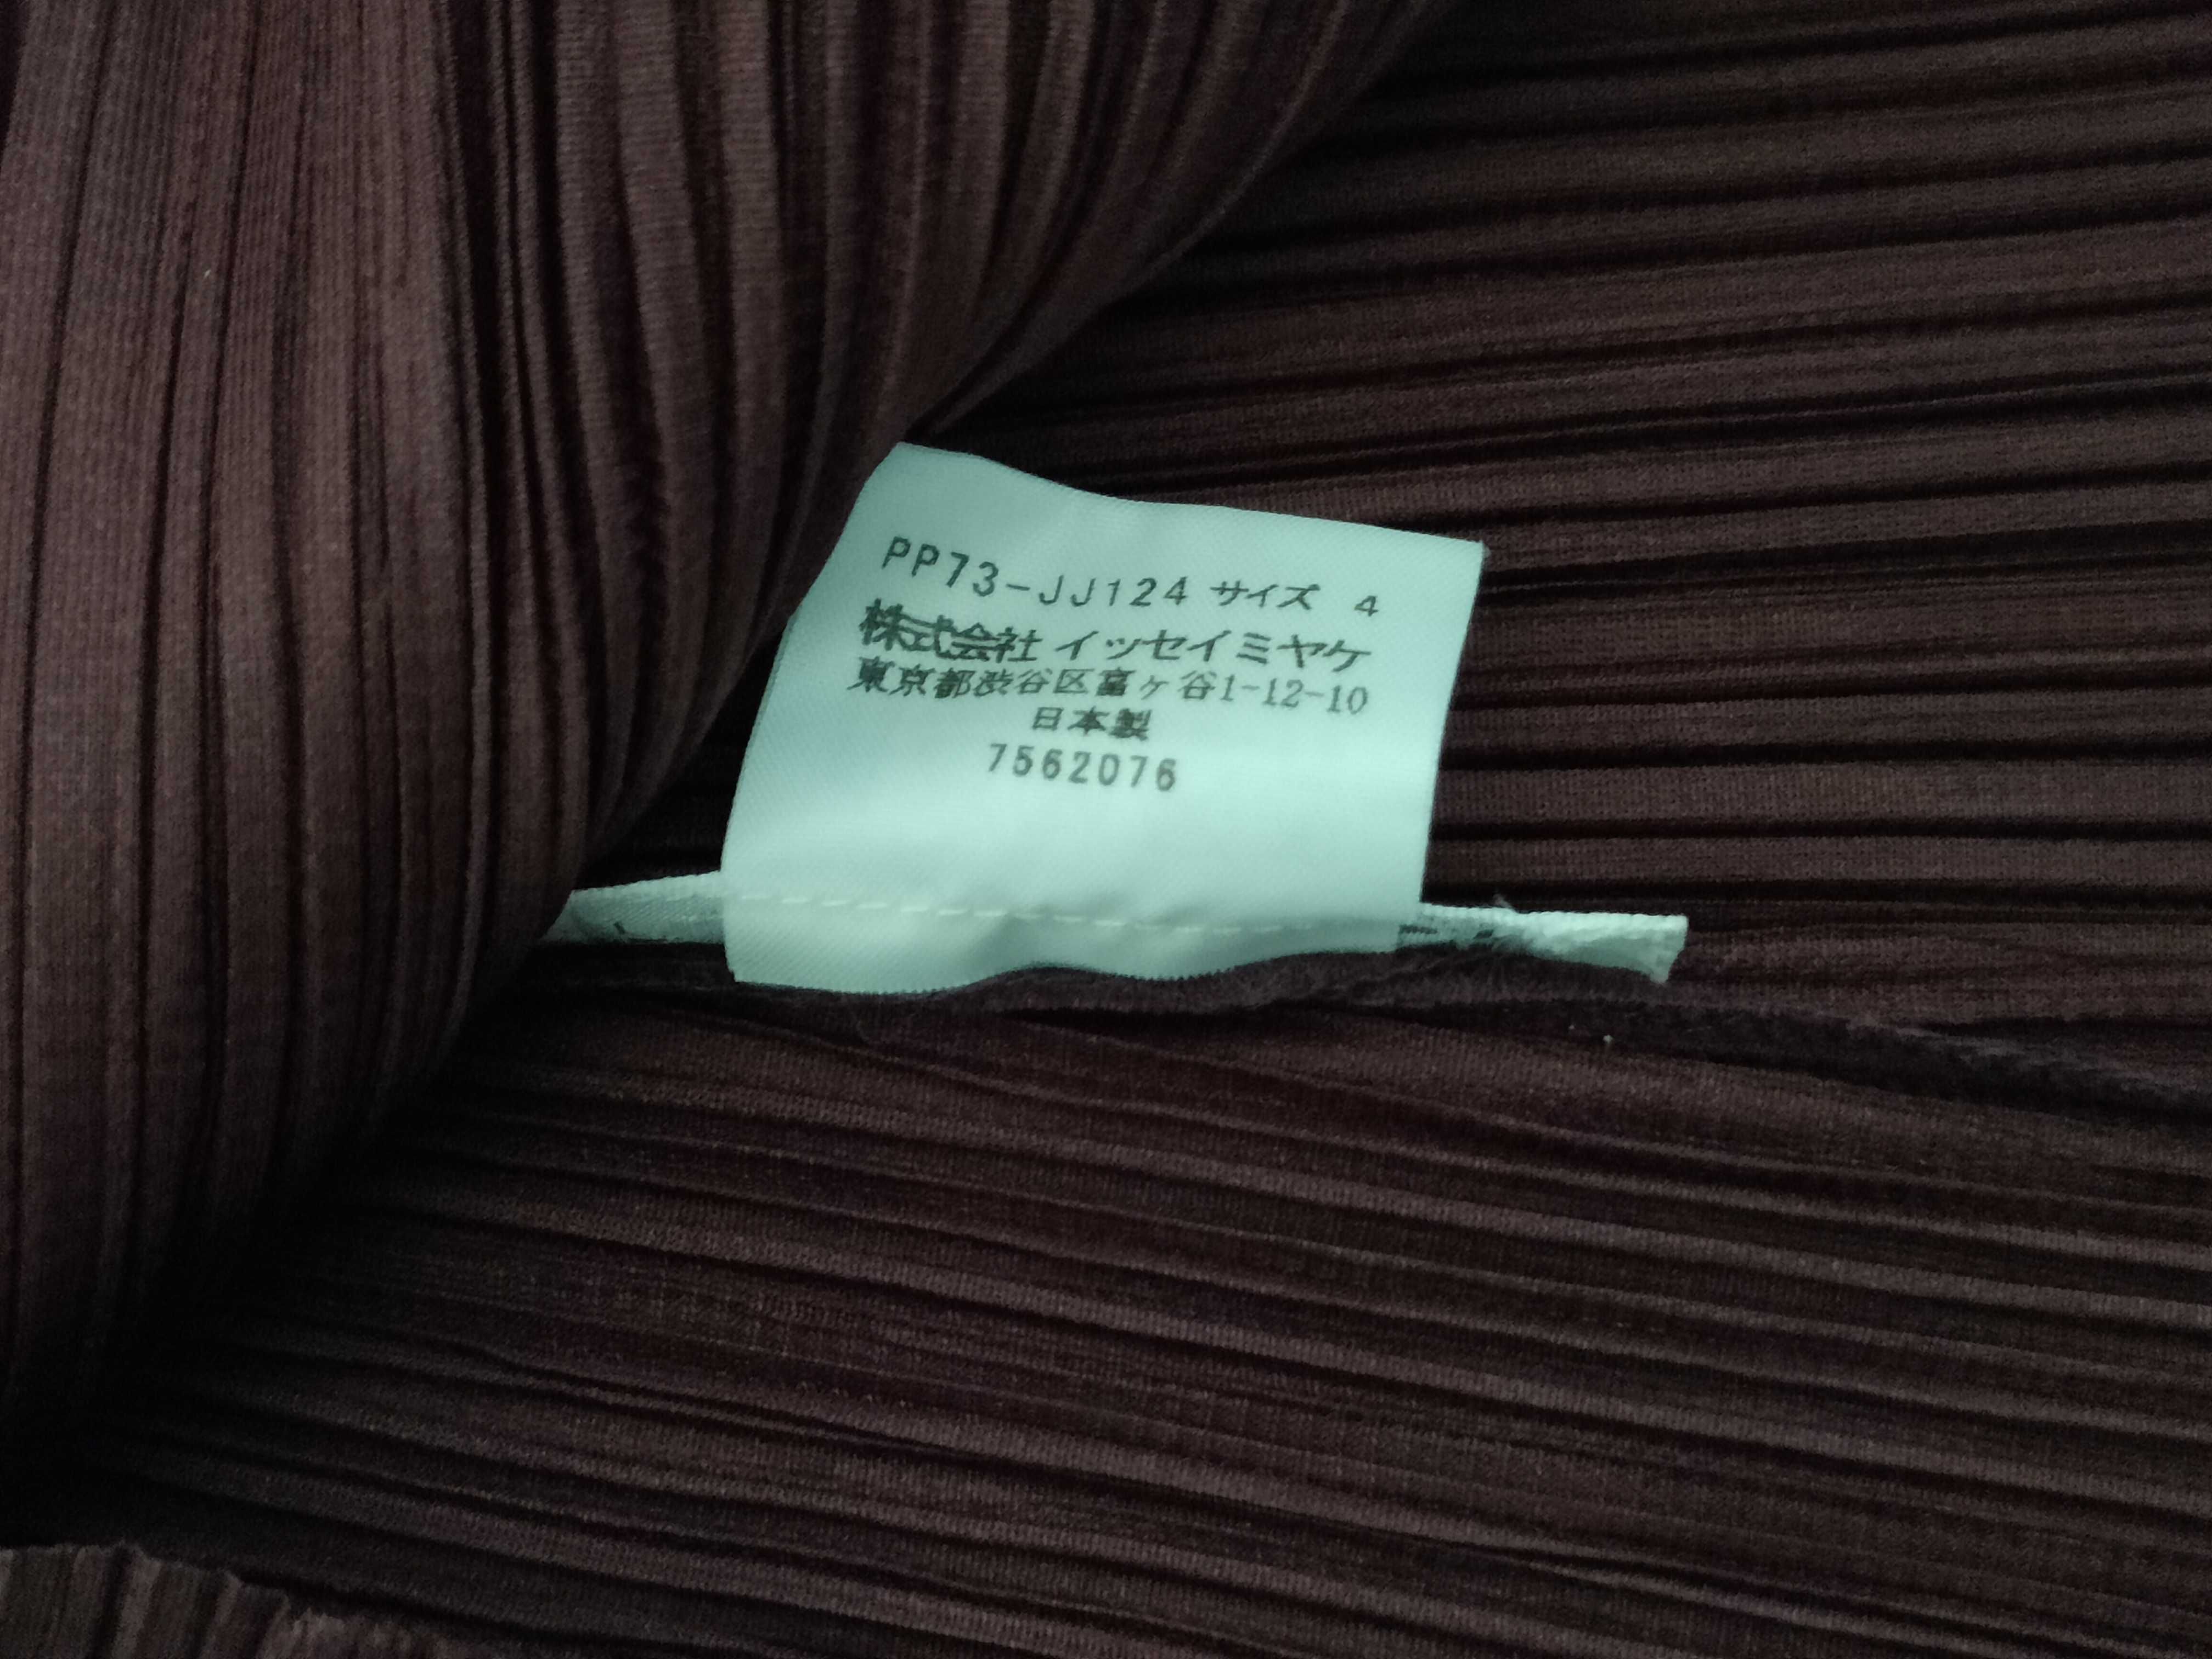 PP73-JJ124 サイズ 4
株式会社 イッセイミヤケ
東京都渋谷区富ヶ谷1-12-10
日本製
7562076